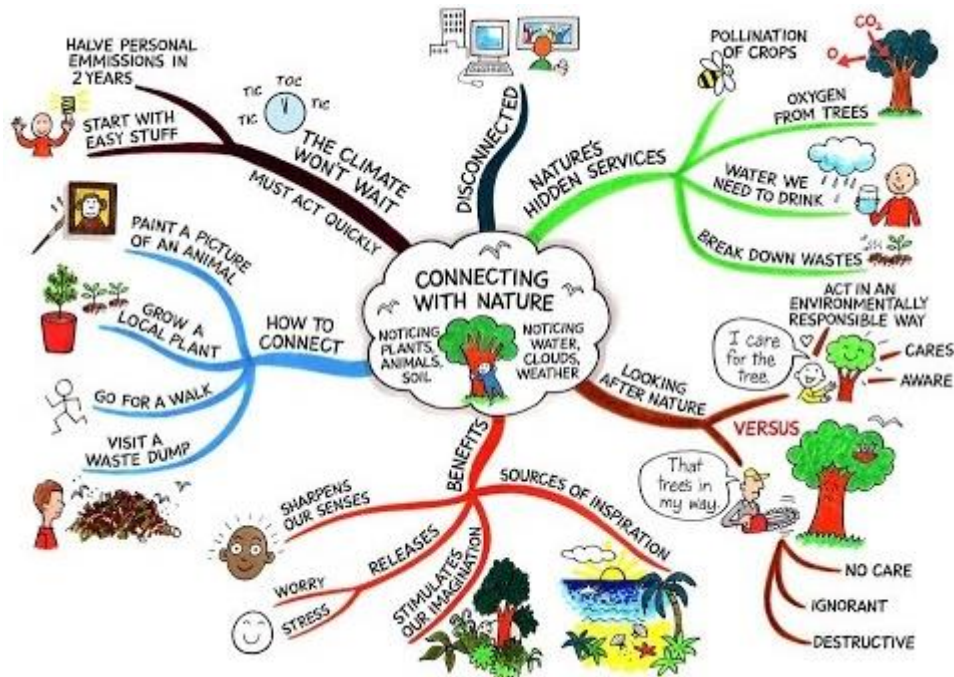 CONNECTING
WITH NATURE
NOTICING
PLANTS,
ANIMALS,
SOIL
NOTICING
WATER,
CLOUDS,
WEATHER
DISCONNECTED
NATURE'S
HIDDEN SERVICES
POLLINATION
OF CROPS
CO₂
O
OXYGEN
FROM TREES
WATER WE
NEED TO DRINK
BREAK DOWN WASTES
LOOKING
AFTER NATURE
ACT IN AN
ENVIRONMENTALLY
RESPONSIBLE WAY
I care
for the
tree.
CARES
AWARE
VERSUS
That
tree's in
my way
NO CARE
IGNORANT
DESTRUCTIVE
BENEFITS
SOURCES OF INSPIRATION
STIMULATES
OUR IMAGINATION
RELEASES
WORRY
STRESS
SHARPENS
OUR SENSES
HOW TO
CONNECT
PAINT A PICTURE
OF AN ANIMAL
GROW A
LOCAL PLANT
GO FOR A WALK
VISIT A
WASTE DUMP
THE CLIMATE
WON'T WAIT
MUST ACT QUICKLY
TIC
TIC
TOC
TIC
HALVE PERSONAL
EMMISSIONS IN
2 YEARS
START WITH
EASY STUFF